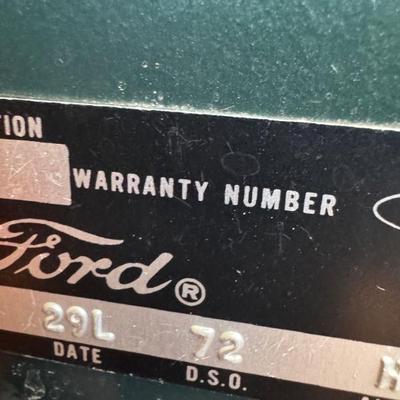 TION
WARRANTY NUMBER
Ford®
29L 72 H
DATE D.S.O. A